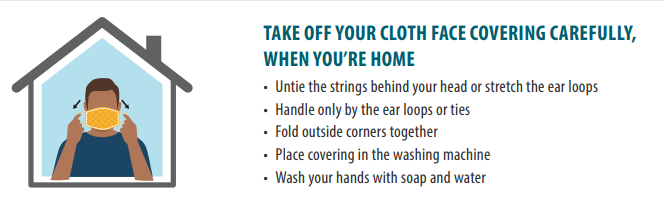 TAKE OFF YOUR CLOTH FACE COVERING CAREFULLY,
WHEN YOU’RE HOME
• Untie the strings behind your head or stretch the ear loops
• Handle only by the ear loops or ties
• Fold outside corners together
• Place covering in the washing machine
• Wash your hands with soap and water